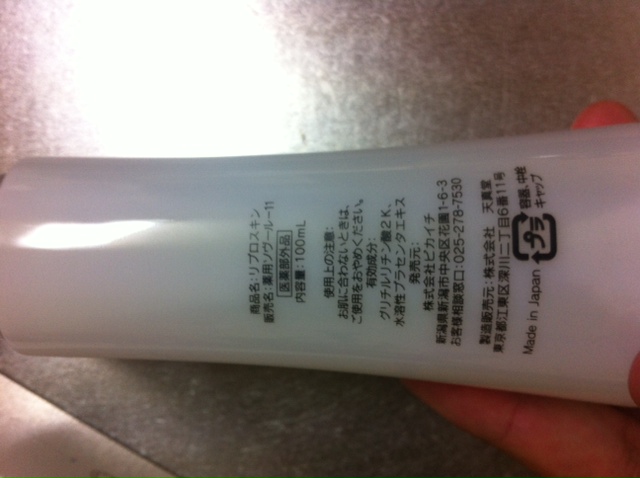 商品名:リプロスキン
販売名:薬用ソヴールー11
医薬部外品
内容量:100mL
使用上の注意:
お肌に合わないときは、
ご使用をおやめください。
有効成分:
グリチルリチン酸2K、
水溶性プラセンタエキス
発売元:
株式会社ピカイチ
新潟県新潟市中央区花園1-6-3
お客様相談窓口:025-278-7530
製造販売元:株式会社 天真堂
東京都江東区深川二丁目6番11号
Made in Japan
プラ
容器、中栓
キャップ